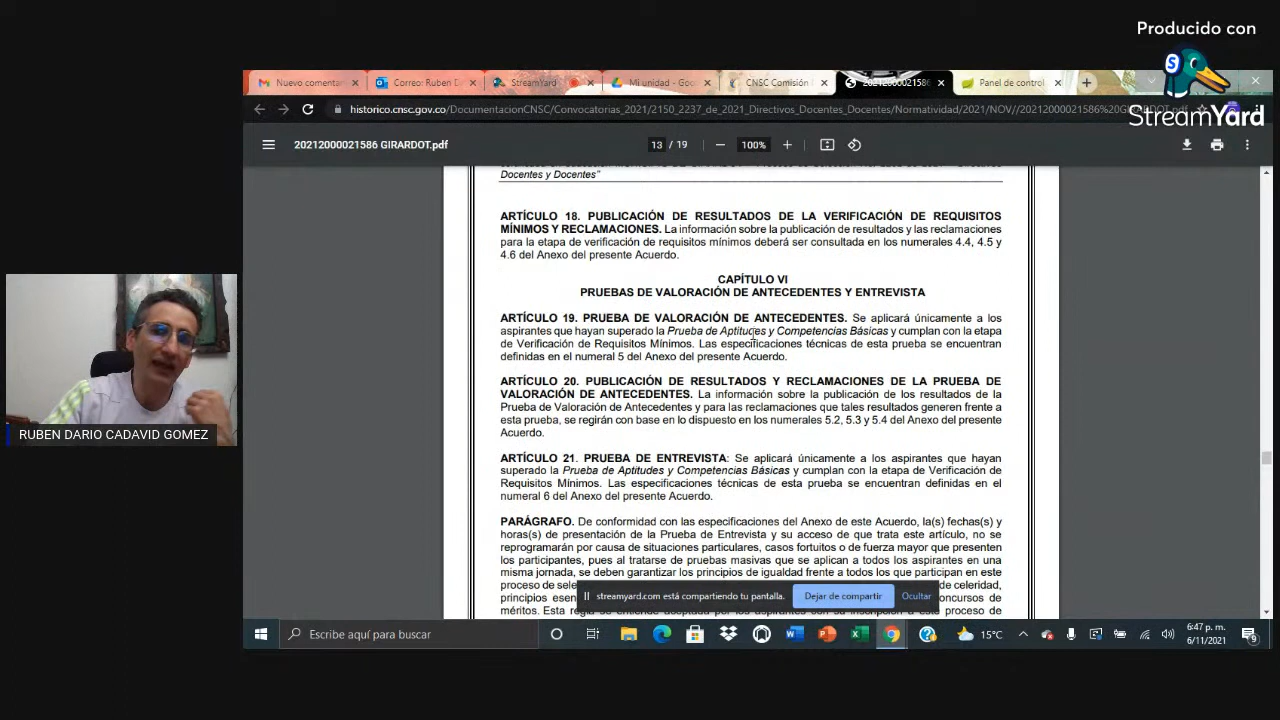 Producido con
StreamYard
Nuevo comentar
Correo: Ruben D
StreamYard
Mi unidad - Goo
CNSC Comisión
20212000021586
Panel de control
historico.cnsc.gov.co/DocumentacionCNSC/Convocatorias_2021/2150_2237_de_2021_Directivos_Docentes_Docentes/Normatividad/2021/NOV//20212000021586%20GIRARDOT.pdf
20212000021586 GIRARDOT.pdf
13 / 19
100%
Docentes y Docentes”
ARTÍCULO 18. PUBLICACIÓN DE RESULTADOS DE LA VERIFICACIÓN DE REQUISITOS
MÍNIMOS Y RECLAMACIONES. La información sobre la publicación de resultados y las reclamaciones
para la etapa de verificación de requisitos mínimos deberá ser consultada en los numerales 4.4, 4.5 y
4.6 del Anexo del presente Acuerdo.
CAPÍTULO VI
PRUEBAS DE VALORACIÓN DE ANTECEDENTES Y ENTREVISTA
ARTÍCULO 19. PRUEBA DE VALORACIÓN DE ANTECEDENTES. Se aplicará únicamente a los
aspirantes que hayan superado la Prueba de Aptitudes y Competencias Básicas y cumplan con la etapa
de Verificación de Requisitos Mínimos. Las especificaciones técnicas de esta prueba se encuentran
definidas en el numeral 5 del Anexo del presente Acuerdo.
ARTÍCULO 20. PUBLICACIÓN DE RESULTADOS Y RECLAMACIONES DE LA PRUEBA DE
VALORACIÓN DE ANTECEDENTES. La información sobre la publicación de los resultados de la
Prueba de Valoración de Antecedentes y para las reclamaciones que tales resultados generen frente a
esta prueba, se regirán con base en lo dispuesto en los numerales 5.2, 5.3 y 5.4 del Anexo del presente
Acuerdo.
ARTÍCULO 21. PRUEBA DE ENTREVISTA: Se aplicará únicamente a los aspirantes que hayan
superado la Prueba de Aptitudes y Competencias Básicas y cumplan con la etapa de Verificación de
Requisitos Mínimos. Las especificaciones técnicas de esta prueba se encuentran definidas en el
numeral 6 del Anexo del presente Acuerdo.
PARÁGRAFO. De conformidad con las especificaciones del Anexo de este Acuerdo, la(s) fechas(s) y
horas(s) de presentación de la Prueba de Entrevista y su acceso de que trata este artículo, no se
reprogramarán por causa de situaciones particulares, casos fortuitos o de fuerza mayor que presenten
los participantes, pues al tratarse de pruebas masivas que se aplican a todos los aspirantes en una
misma jornada, se deben garantizar los principios de igualdad frente a todos los que participan en este
proceso de sele de celeridad,
principios esen oncursos de
méritos. Esta proceso de
streamyard.com está compartiendo tu pantalla.
Dejar de compartir
Ocultar
RUBEN DARIO CADAVID GOMEZ
Escribe aquí para buscar
15°C
6:47 p. m.
6/11/2021